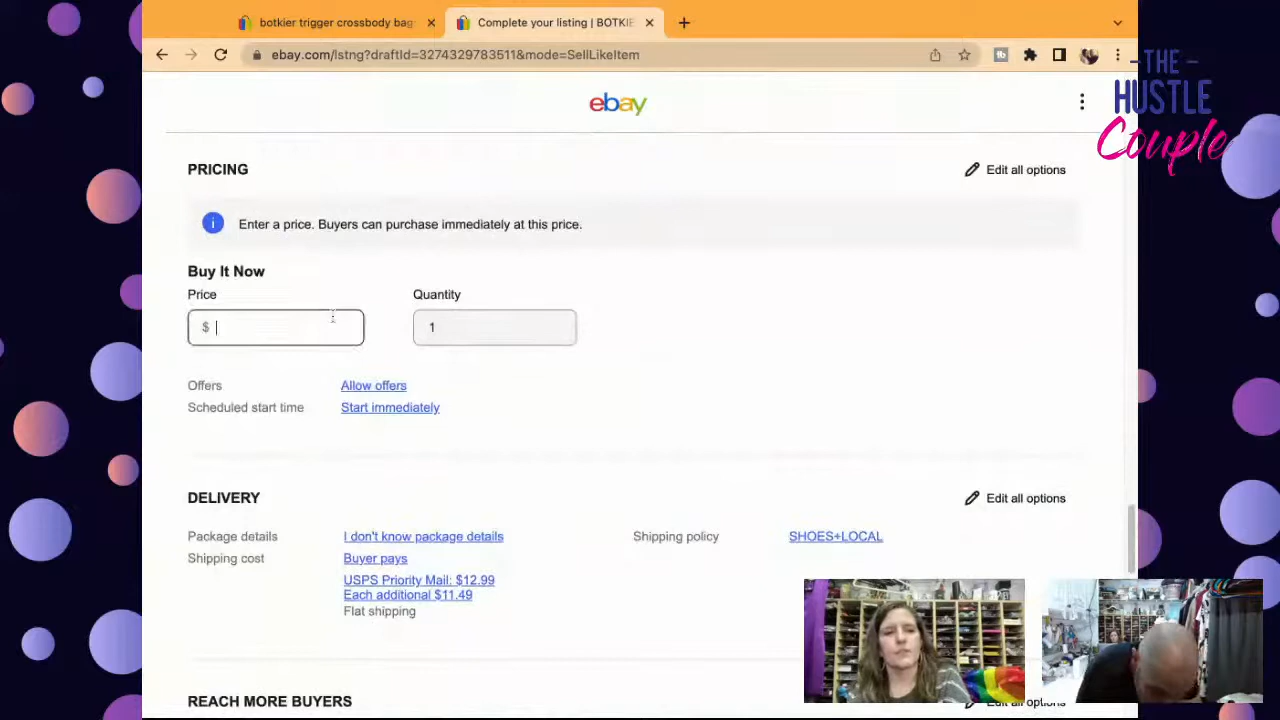 botkier trigger crossbody bag
Complete your listing | BOTKIE
ebay.com/lstng?draftId=3274329783511&mode=SellLikeItem
-THE-
HUSTLE
Couple
ebay
PRICING
Edit all options
Enter a price. Buyers can purchase immediately at this price.
Buy It Now
Price
Quantity
$
1
Offers
Allow offers
Scheduled start time
Start immediately
DELIVERY
Edit all options
Package details
I don't know package details
Shipping policy
SHOES+LOCAL
Shipping cost
Buyer pays
USPS Priority Mail: $12.99
Each additional $11.49
Flat shipping
REACH MORE BUYERS
Edit all options